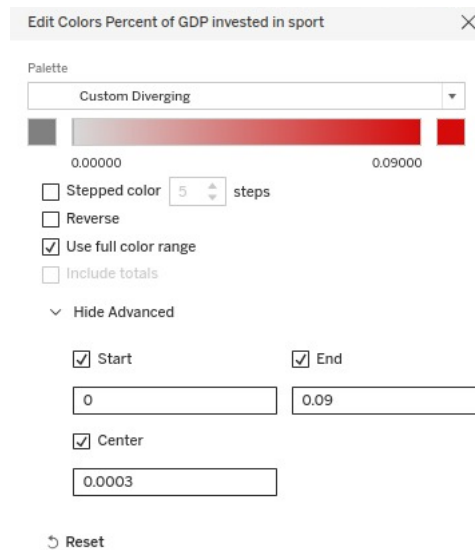 Edit Colors Percent of GDP invested in sport
Palette
Custom Diverging
0.00000 0.09000
Stepped color 5 steps
Reverse
Use full color range
Include totals
Hide Advanced
Start End
0 0.09
Center
0.0003
Reset